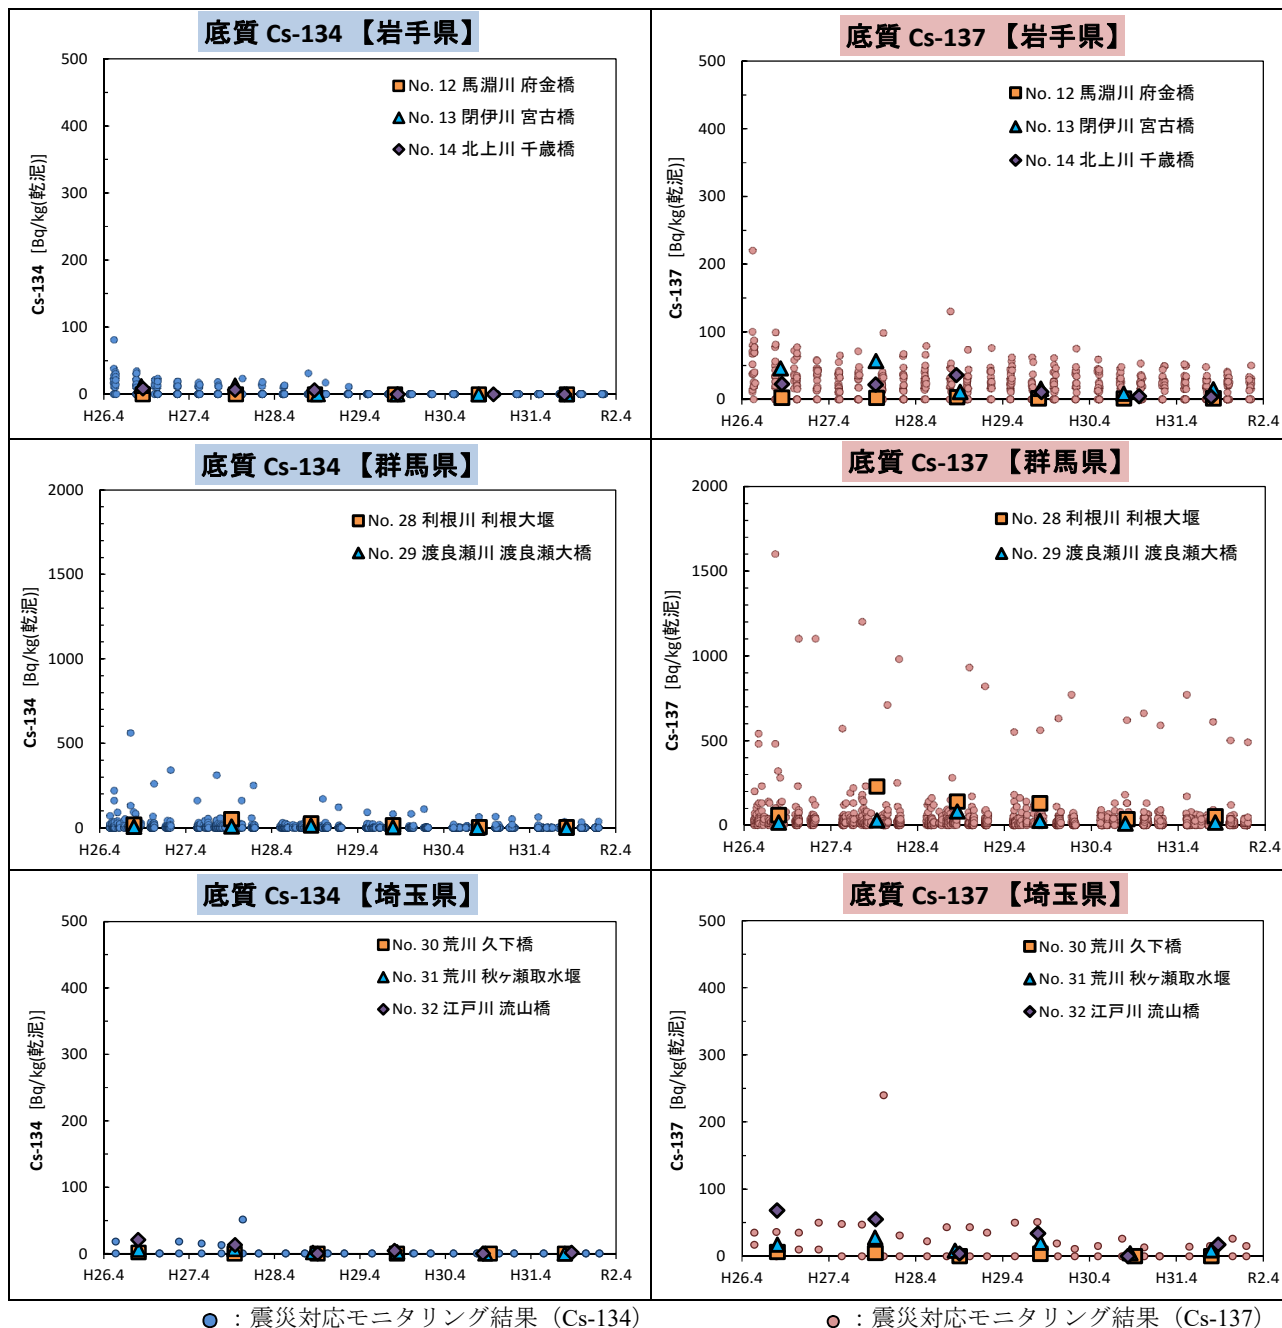 底質 Cs-134 【岩手県】
500
400
300
200
100
0
Cs-134 [Bq/kg(乾泥)]
No. 12 馬淵川 府金橋
No. 13 閉伊川 宮古橋
No. 14 北上川 千歳橋
H26.4 H27.4 H28.4 H29.4 H30.4 H31.4 R2.4
底質 Cs-137 【岩手県】
500
400
300
200
100
0
Cs-137 [Bq/kg(乾泥)]
No. 12 馬淵川 府金橋
No. 13 閉伊川 宮古橋
No. 14 北上川 千歳橋
H26.4 H27.4 H28.4 H29.4 H30.4 H31.4 R2.4
底質 Cs-134 【群馬県】
2000
1500
1000
500
0
Cs-134 [Bq/kg(乾泥)]
No. 28 利根川 利根大堰
No. 29 渡良瀬川 渡良瀬大橋
H26.4 H27.4 H28.4 H29.4 H30.4 H31.4 R2.4
底質 Cs-137 【群馬県】
2000
1500
1000
500
0
Cs-137 [Bq/kg(乾泥)]
No. 28 利根川 利根大堰
No. 29 渡良瀬川 渡良瀬大橋
H26.4 H27.4 H28.4 H29.4 H30.4 H31.4 R2.4
底質 Cs-134 【埼玉県】
500
400
300
200
100
0
Cs-134 [Bq/kg(乾泥)]
No. 30 荒川 久下橋
No. 31 荒川 秋ヶ瀬取水堰
No. 32 江戸川 流山橋
H26.4 H27.4 H28.4 H29.4 H30.4 H31.4 R2.4
底質 Cs-137 【埼玉県】
500
400
300
200
100
0
Cs-137 [Bq/kg(乾泥)]
No. 30 荒川 久下橋
No. 31 荒川 秋ヶ瀬取水堰
No. 32 江戸川 流山橋
H26.4 H27.4 H28.4 H29.4 H30.4 H31.4 R2.4
：震災対応モニタリング結果（Cs-134）
：震災対応モニタリング結果（Cs-137）